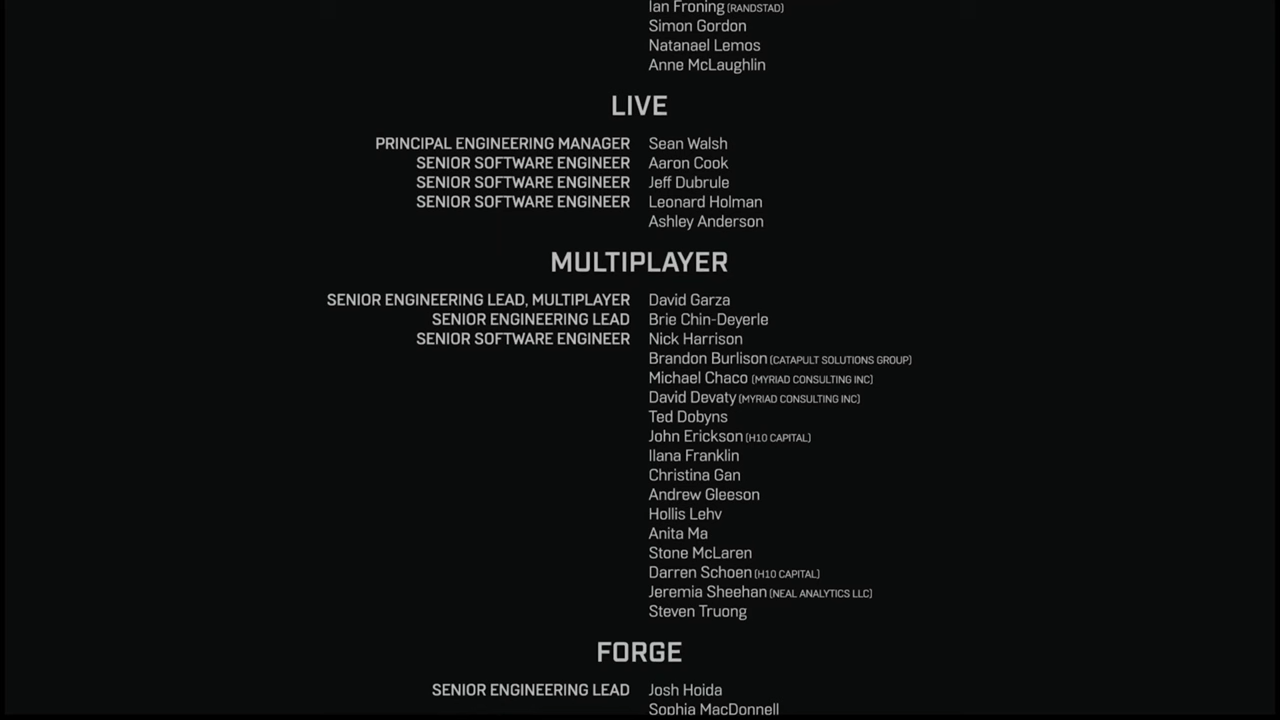 Ian Froning (RANDSTAD)
Simon Gordon
Natanael Lemos
Anne McLaughlin
LIVE
PRINCIPAL ENGINEERING MANAGER Sean Walsh
SENIOR SOFTWARE ENGINEER Aaron Cook
SENIOR SOFTWARE ENGINEER Jeff Dubrule
SENIOR SOFTWARE ENGINEER Leonard Holman
Ashley Anderson
MULTIPLAYER
SENIOR ENGINEERING LEAD, MULTIPLAYER David Garza
SENIOR ENGINEERING LEAD Brie Chin-Deyerle
SENIOR SOFTWARE ENGINEER Nick Harrison
Brandon Burlison (CATAPULT SOLUTIONS GROUP)
Michael Chaco (MYRIAD CONSULTING INC)
David Devaty (MYRIAD CONSULTING INC)
Ted Dobyns
John Erickson (H10 CAPITAL)
Ilana Franklin
Christina Gan
Andrew Gleeson
Hollis Lehv
Anita Ma
Stone McLaren
Darren Schoen (H10 CAPITAL)
Jeremia Sheehan (NEAL ANALYTICS LLC)
Steven Truong
FORGE
SENIOR ENGINEERING LEAD Josh Hoida
Sophia MacDonnell